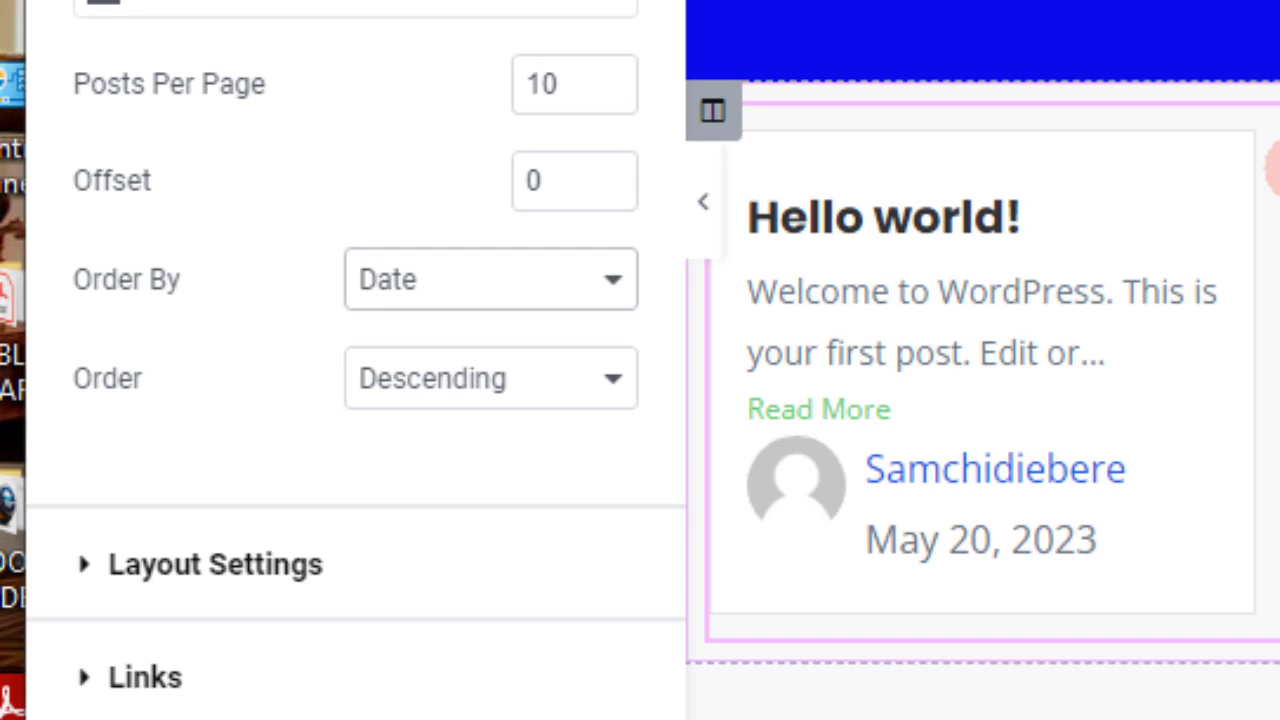 Posts Per Page
10
Offset
0
Order By
Date
Order
Descending
Layout Settings
Links
Hello world!
Welcome to WordPress. This is
your first post. Edit or...
Read More
Samchidiebere
May 20, 2023